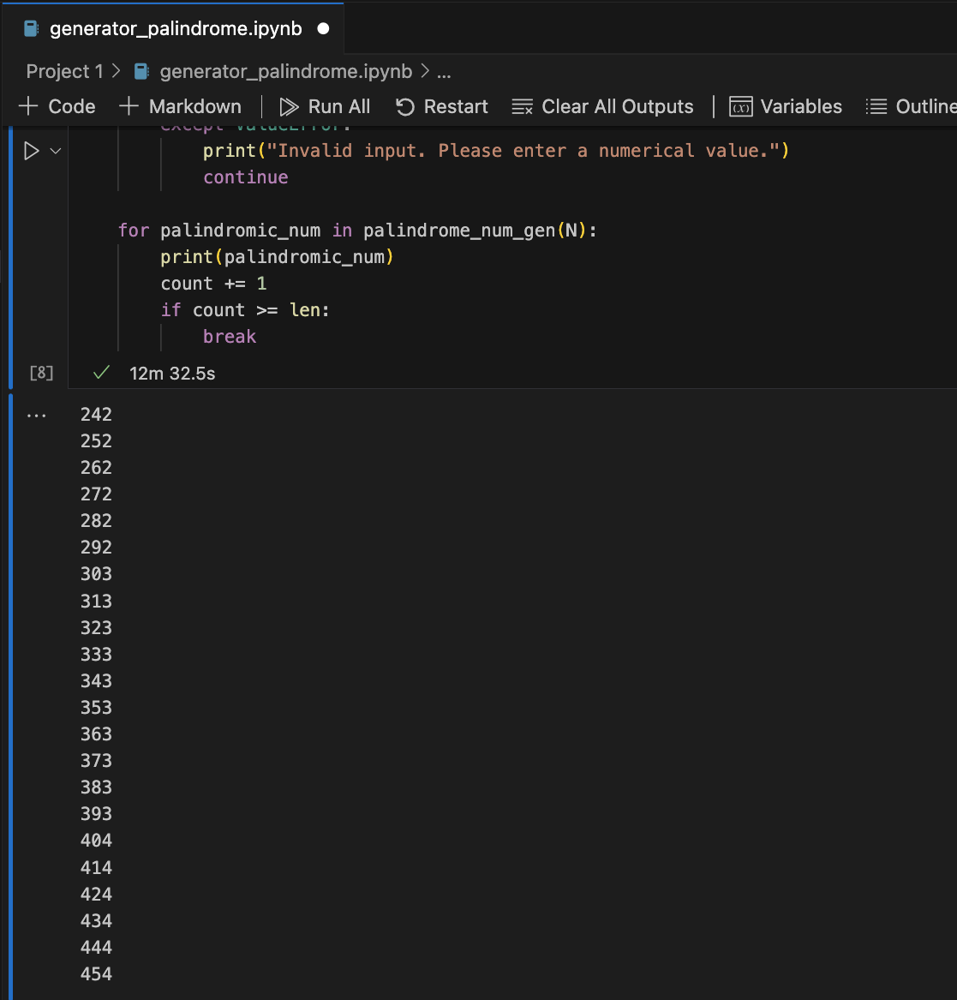 generator_palindrome.ipynb
Project 1 > generator_palindrome.ipynb > ...
+ Code + Markdown | Run All Restart Clear All Outputs | (x) Variables Outline
except ValueError:
print("Invalid input. Please enter a numerical value.")
continue
for palindromic_num in palindrome_num_gen(N):
print(palindromic_num)
count += 1
if count >= len:
break
[8] ✓ 12m 32.5s
... 242
252
262
272
282
292
303
313
323
333
343
353
363
373
383
393
404
414
424
434
444
454